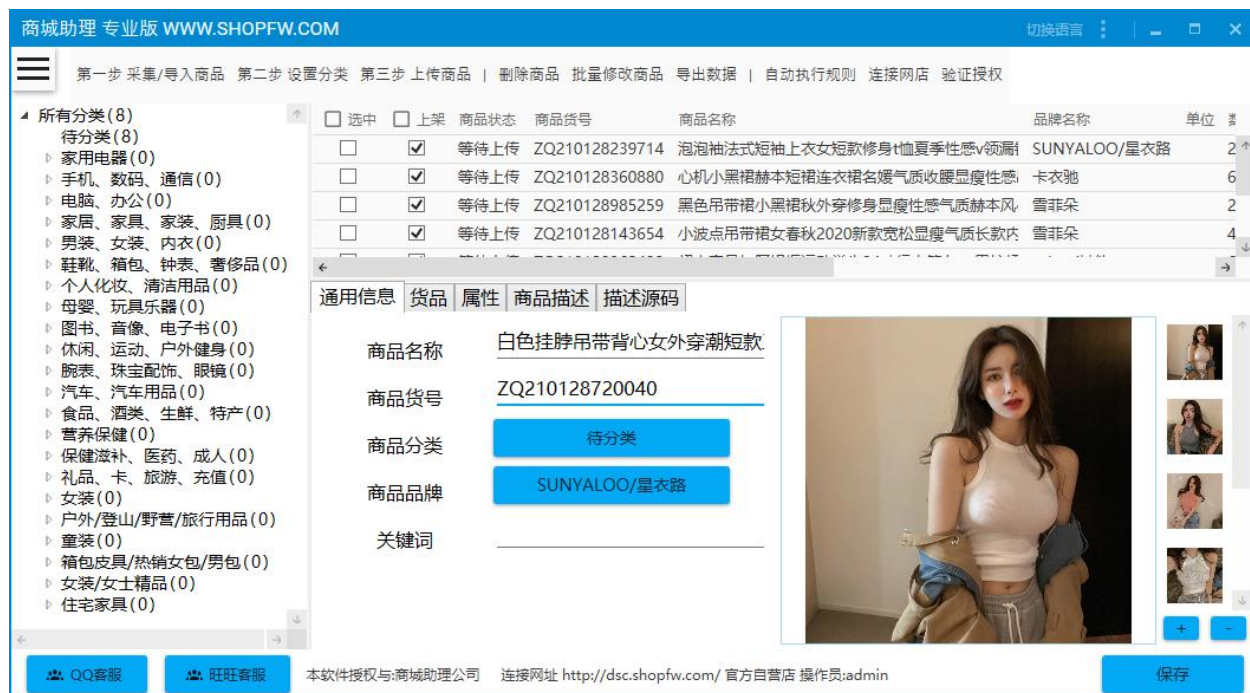 商城助理 专业版 WWW.SHOPFW.COM 切换语言
第一步 采集/导入商品 第二步 设置分类 第三步 上传商品 | 删除商品 批量修改商品 导出数据 | 自动执行规则 连接网店 验证授权
所有分类(8)
待分类(8)
家用电器(0)
手机、数码、通信(0)
电脑、办公(0)
家居、家具、家装、厨具(0)
男装、女装、内衣(0)
鞋靴、箱包、钟表、奢侈品(0)
个人化妆、清洁用品(0)
母婴、玩具乐器(0)
图书、音像、电子书(0)
休闲、运动、户外健身(0)
腕表、珠宝配饰、眼镜(0)
汽车、汽车用品(0)
食品、酒类、生鲜、特产(0)
营养保健(0)
保健滋补、医药、成人(0)
礼品、卡、旅游、充值(0)
女装(0)
户外/登山/野营/旅行用品(0)
童装(0)
箱包皮具/热销女包/男包(0)
女装/女士精品(0)
住宅家具(0)
选中 上架 商品状态 商品货号 商品名称 品牌名称 单位
等待上传 ZQ210128239714 泡泡袖法式短袖上衣女短款修身t恤夏季性感v领漏 SUNYALOO/星衣路 2
等待上传 ZQ210128360880 心机小黑裙赫本短裙连衣裙名媛气质收腰显瘦性感 卡衣驰 6
等待上传 ZQ210128985259 黑色吊带裙小黑裙秋外穿修身显瘦性感气质赫本风 雪菲朵 2
等待上传 ZQ210128143654 小波点吊带裙女春秋2020新款宽松显瘦气质长款内 雪菲朵 4
通用信息 货品 属性 商品描述 描述源码
商品名称 白色挂脖吊带背心女外穿潮短款
商品货号 ZQ210128720040
商品分类 待分类
商品品牌 SUNYALOO/星衣路
关键词
+ -
QQ客服 旺旺客服 本软件授权与:商城助理公司 连接网址 http://dsc.shopfw.com/ 官方自营店 操作员:admin 保存